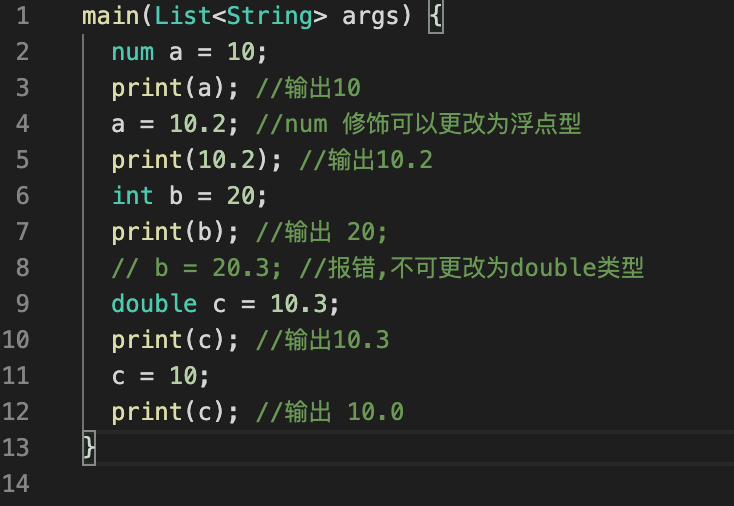 1 main(List<String> args) {
2 num a = 10;
3 print(a); //输出10
4 a = 10.2; //num 修饰可以更改为浮点型
5 print(10.2); //输出10.2
6 int b = 20;
7 print(b); //输出 20;
8 // b = 20.3; //报错,不可更改为double类型
9 double c = 10.3;
10 print(c); //输出10.3
11 c = 10;
12 print(c); //输出 10.0
13 }
14